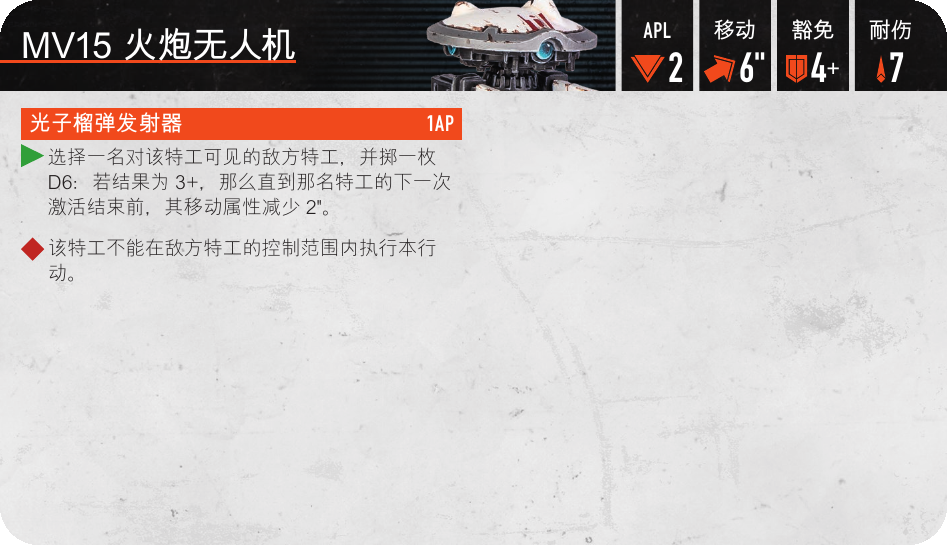 MV15 火炮无人机
APL
移动
豁免
耐伤
2
6"
4+
7
光子榴弹发射器
1AP
选择一名对该特工可见的敌方特工，并掷一枚
D6：若结果为 3+，那么直到那名特工的下一次
激活结束前，其移动属性减少 2"。
该特工不能在敌方特工的控制范围内执行本行
动。